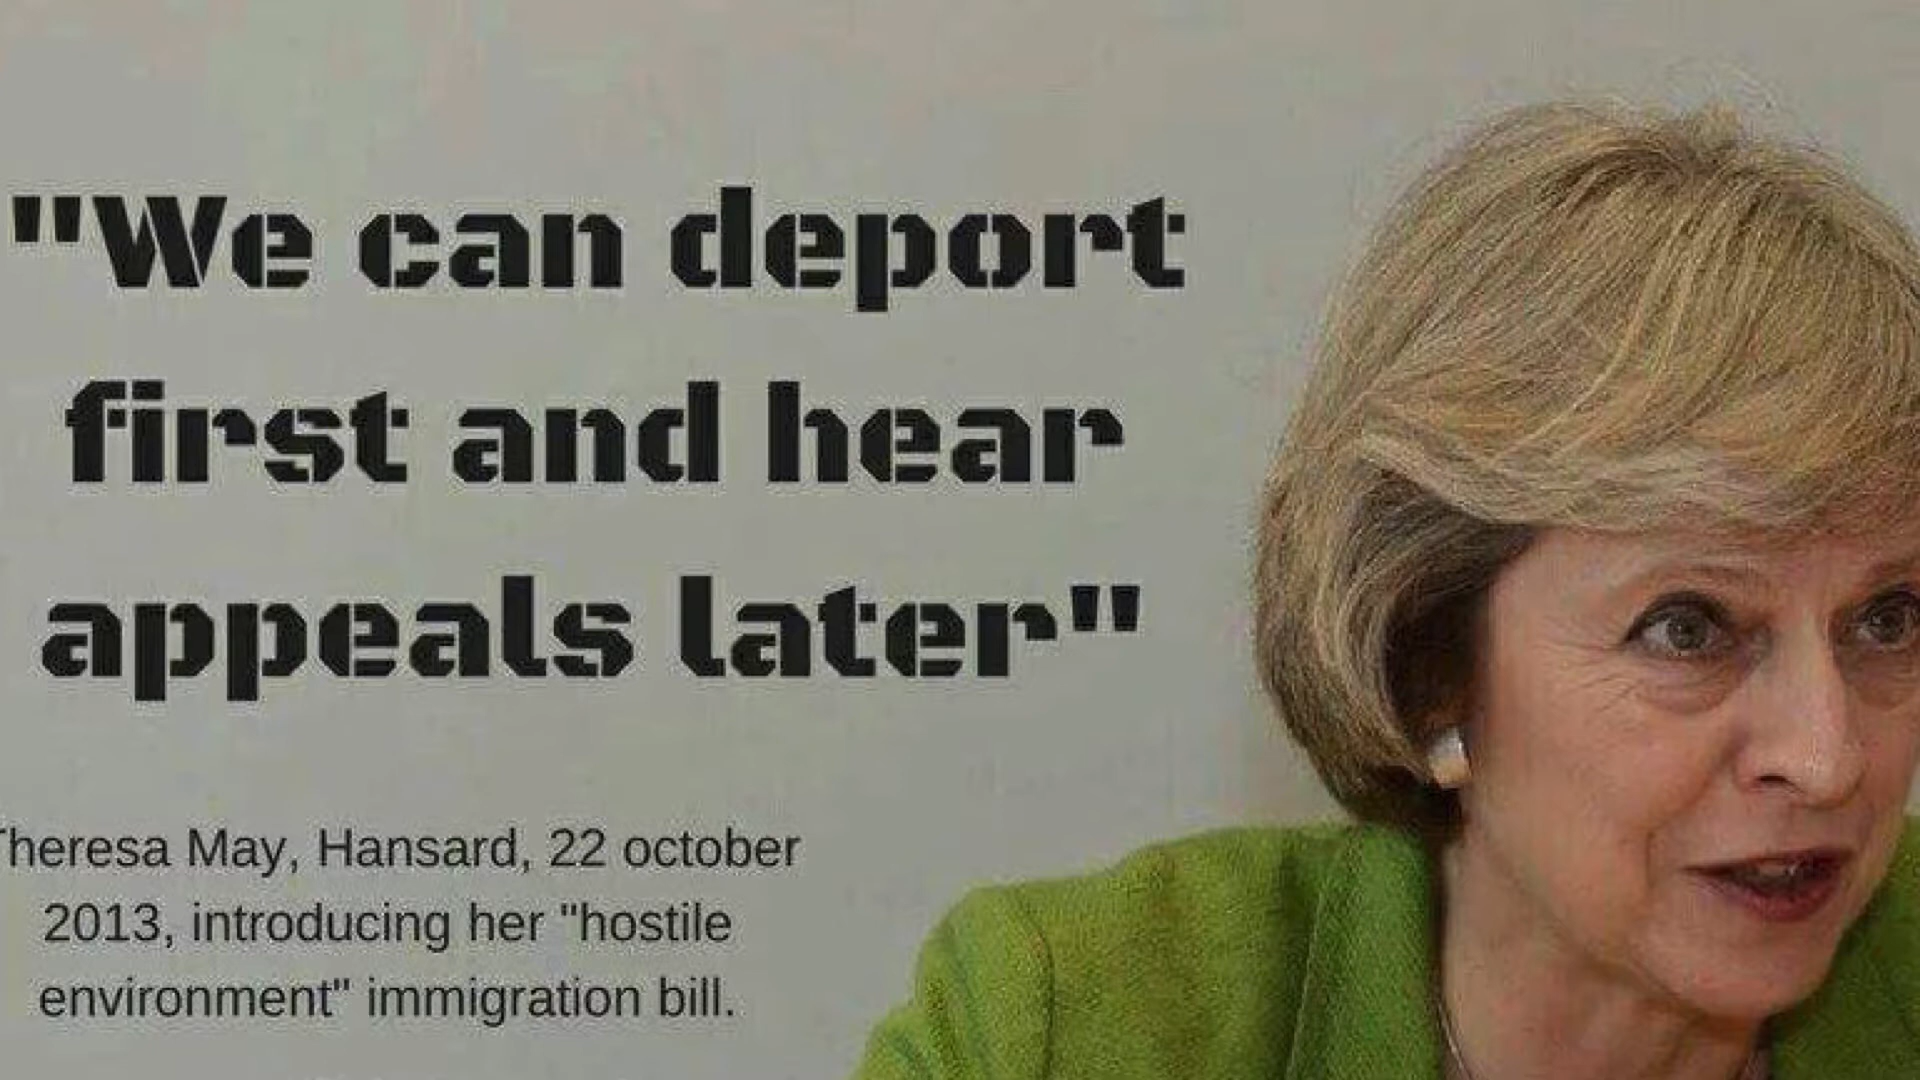 "We can deport
first and hear
appeals later"
Theresa May, Hansard, 22 october
2013, introducing her "hostile
environment" immigration bill.